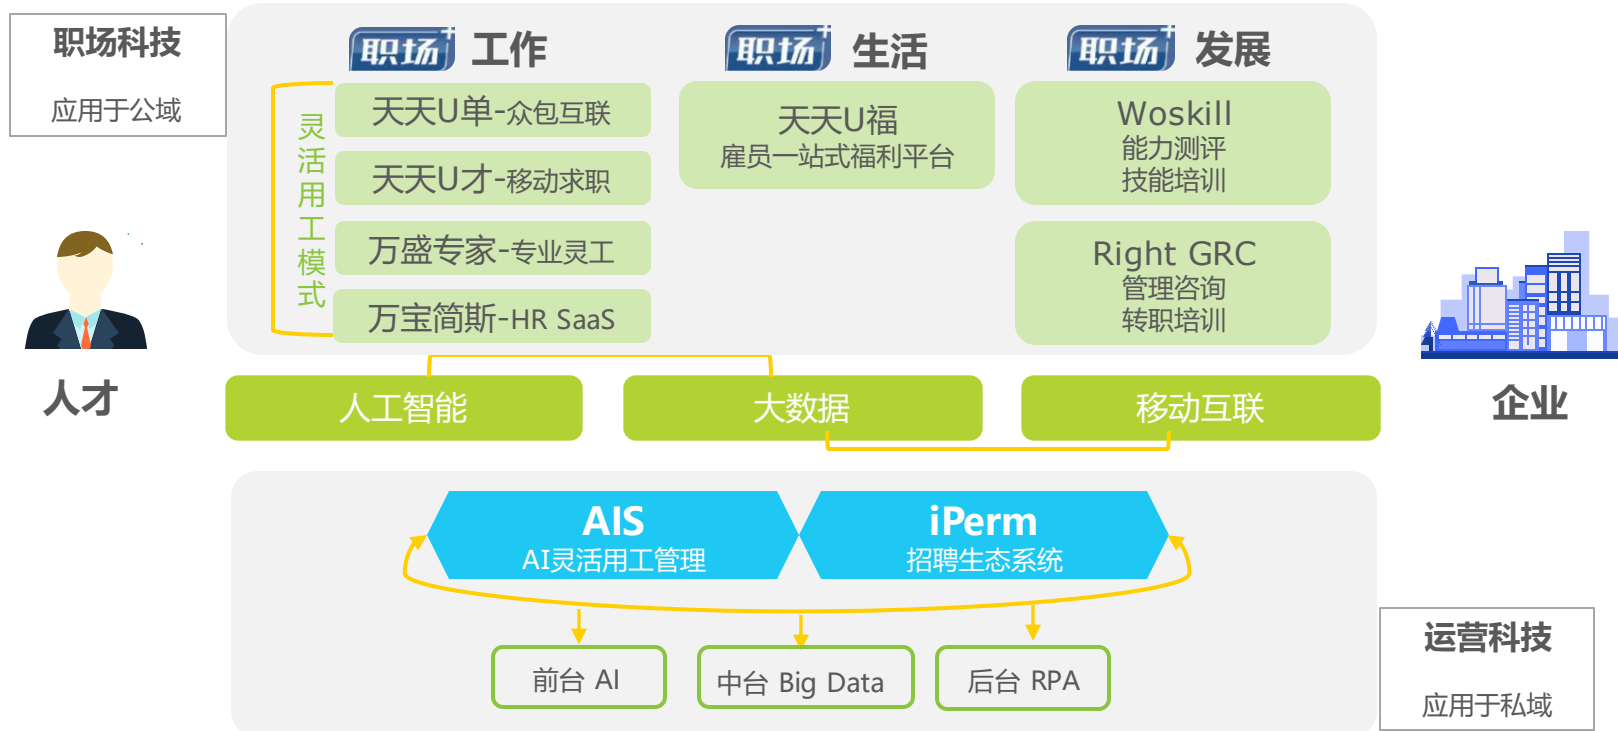 职场科技
应用于公域
职场+ 工作
灵活用工模式
天天U单-众包互联
天天U才-移动求职
万盛专家-专业灵工
万宝简斯-HR SaaS
职场+ 生活
天天U福
雇员一站式福利平台
职场+ 发展
Woskill
能力测评
技能培训
Right GRC
管理咨询
转职培训
人才
企业
人工智能
大数据
移动互联
AIS
AI灵活用工管理
iPerm
招聘生态系统
前台 AI
中台 Big Data
后台 RPA
运营科技
应用于私域